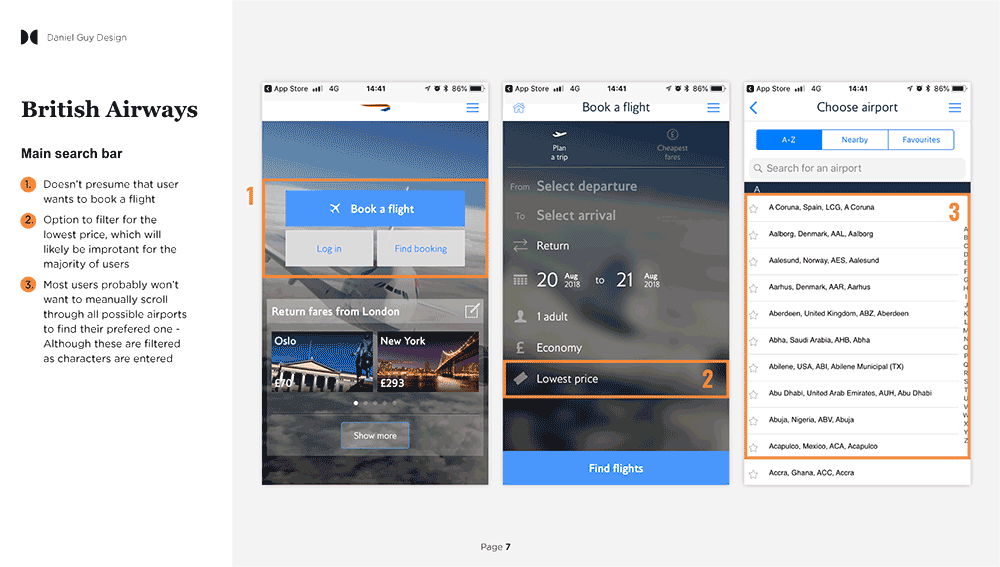 Daniel Guy Design
British Airways
Main search bar
1. Doesn't presume that user
wants to book a flight
2. Option to filter for the
lowest price, which will
likely be improtant for the
majority of users
3. Most users probably won't
want to meanually scroll
through all possible airports
to find their prefered one -
Although these are filtered
as characters are entered
App Store 4G 14:41 86%
1
Book a flight
Log in Find booking
Return fares from London
Oslo New York
£70 £293
Show more
App Store 4G 14:41 86%
Book a flight
Plan
a trip
£
Cheapest
fares
From Select departure
To Select arrival
Return
20 Aug 2018 to 21 Aug 2018
1 adult
£ Economy
Lowest price 2
Find flights
App Store 4G 14:41 86%
Choose airport
A-Z Nearby Favourites
Search for an airport
A
3
A Coruna, Spain, LCG, A Coruna
Aalborg, Denmark, AAL, Aalborg
Aalesund, Norway, AES, Aalesund
Aarhus, Denmark, AAR, Aarhus
Aberdeen, United Kingdom, ABZ, Aberdeen
Abha, Saudi Arabia, AHB, Abha
Abilene, USA, ABI, Abilene Municipal (TX)
Abu Dhabi, United Arab Emirates, AUH, Abu Dhabi
Abuja, Nigeria, ABV, Abuja
Acapulco, Mexico, ACA, Acapulco
Accra, Ghana, ACC, Accra
A
B
C
D
E
F
G
H
I
J
K
L
M
N
O
P
Q
R
S
T
U
V
W
X
Y
Z
Page 7